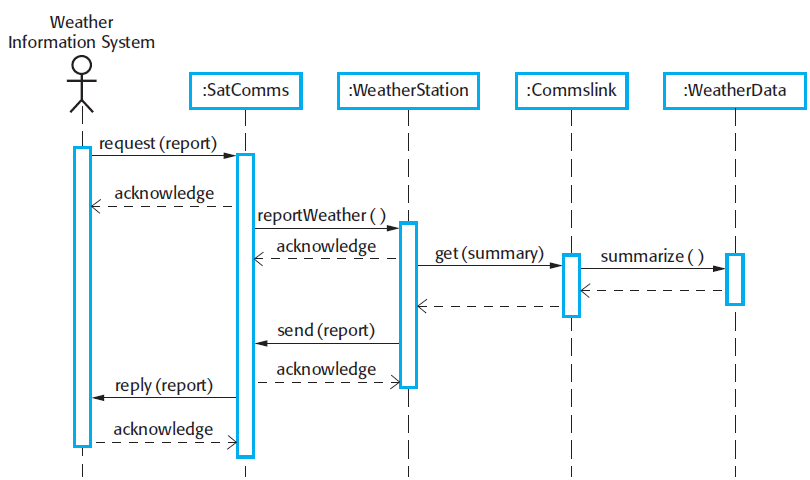 Weather
Information System
:SatComms
:WeatherStation
:Commslink
:WeatherData
request (report)
acknowledge
reportWeather ( )
acknowledge
get (summary)
summarize ( )
send (report)
acknowledge
reply (report)
acknowledge